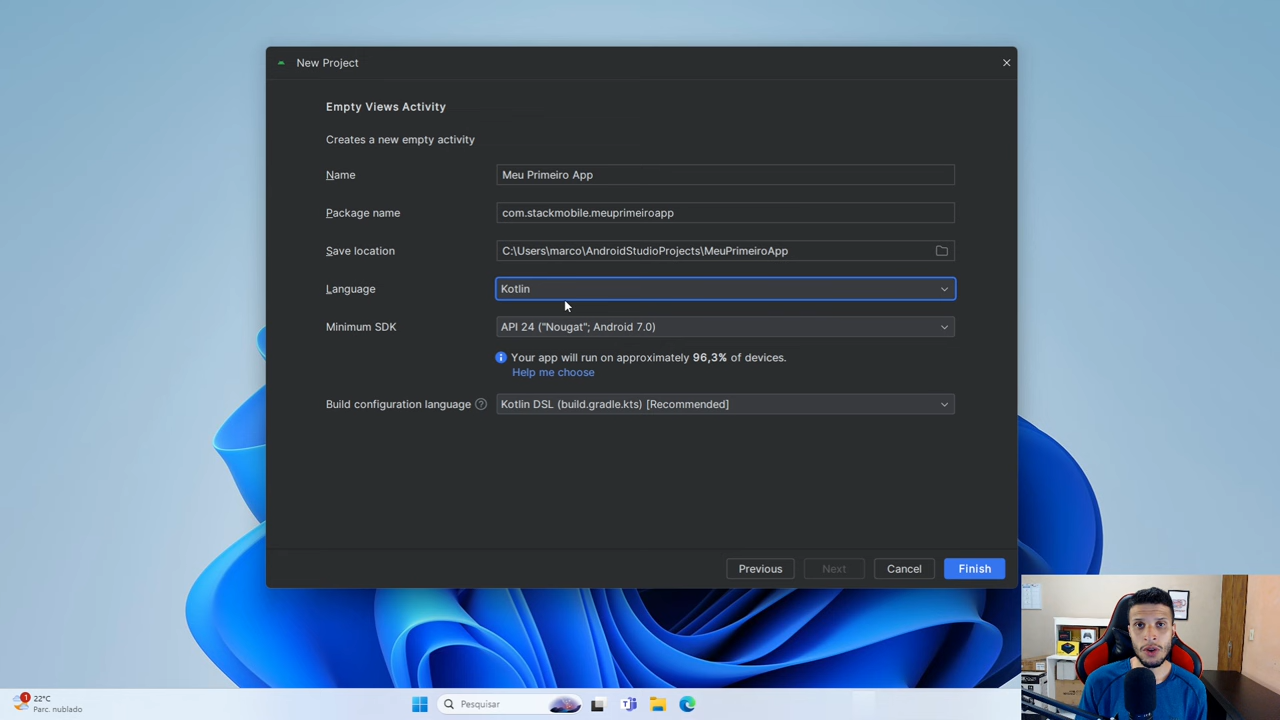 New Project
Empty Views Activity
Creates a new empty activity
Name
Meu Primeiro App
Package name
com.stackmobile.meuprimeiroapp
Save location
C:\Users\marco\AndroidStudioProjects\MeuPrimeiroApp
Language
Kotlin
Minimum SDK
API 24 ("Nougat"; Android 7.0)
Your app will run on approximately 96,3% of devices.
Help me choose
Build configuration language
Kotlin DSL (build.gradle.kts) [Recommended]
Previous
Next
Cancel
Finish
1
22°C
Parc. nublado
Pesquisar